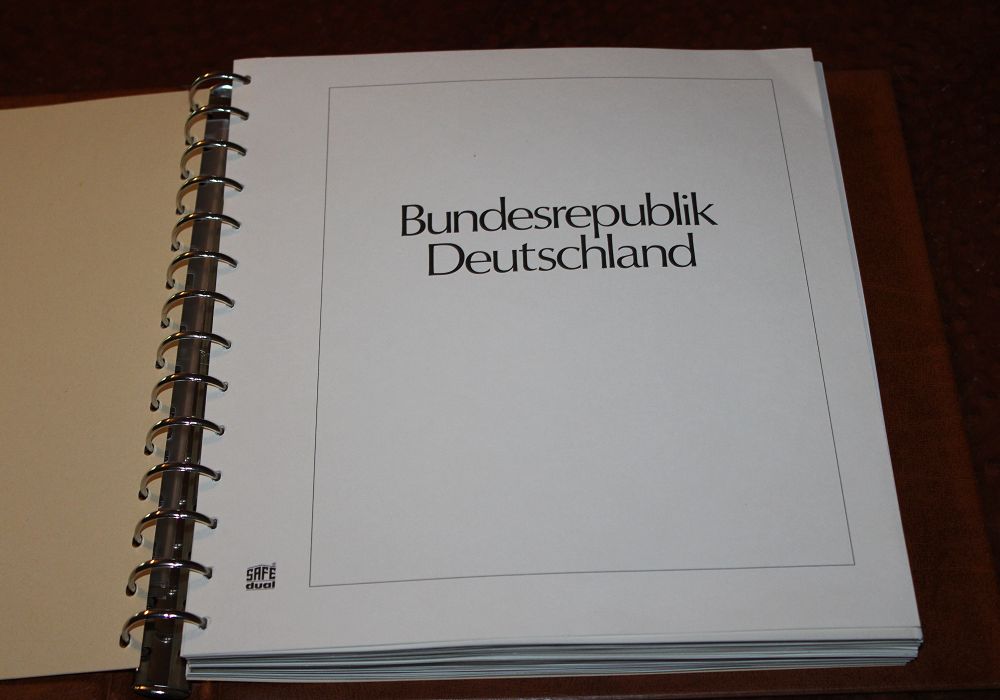 Bundesrepublik
Deutschland
SAFE
dual